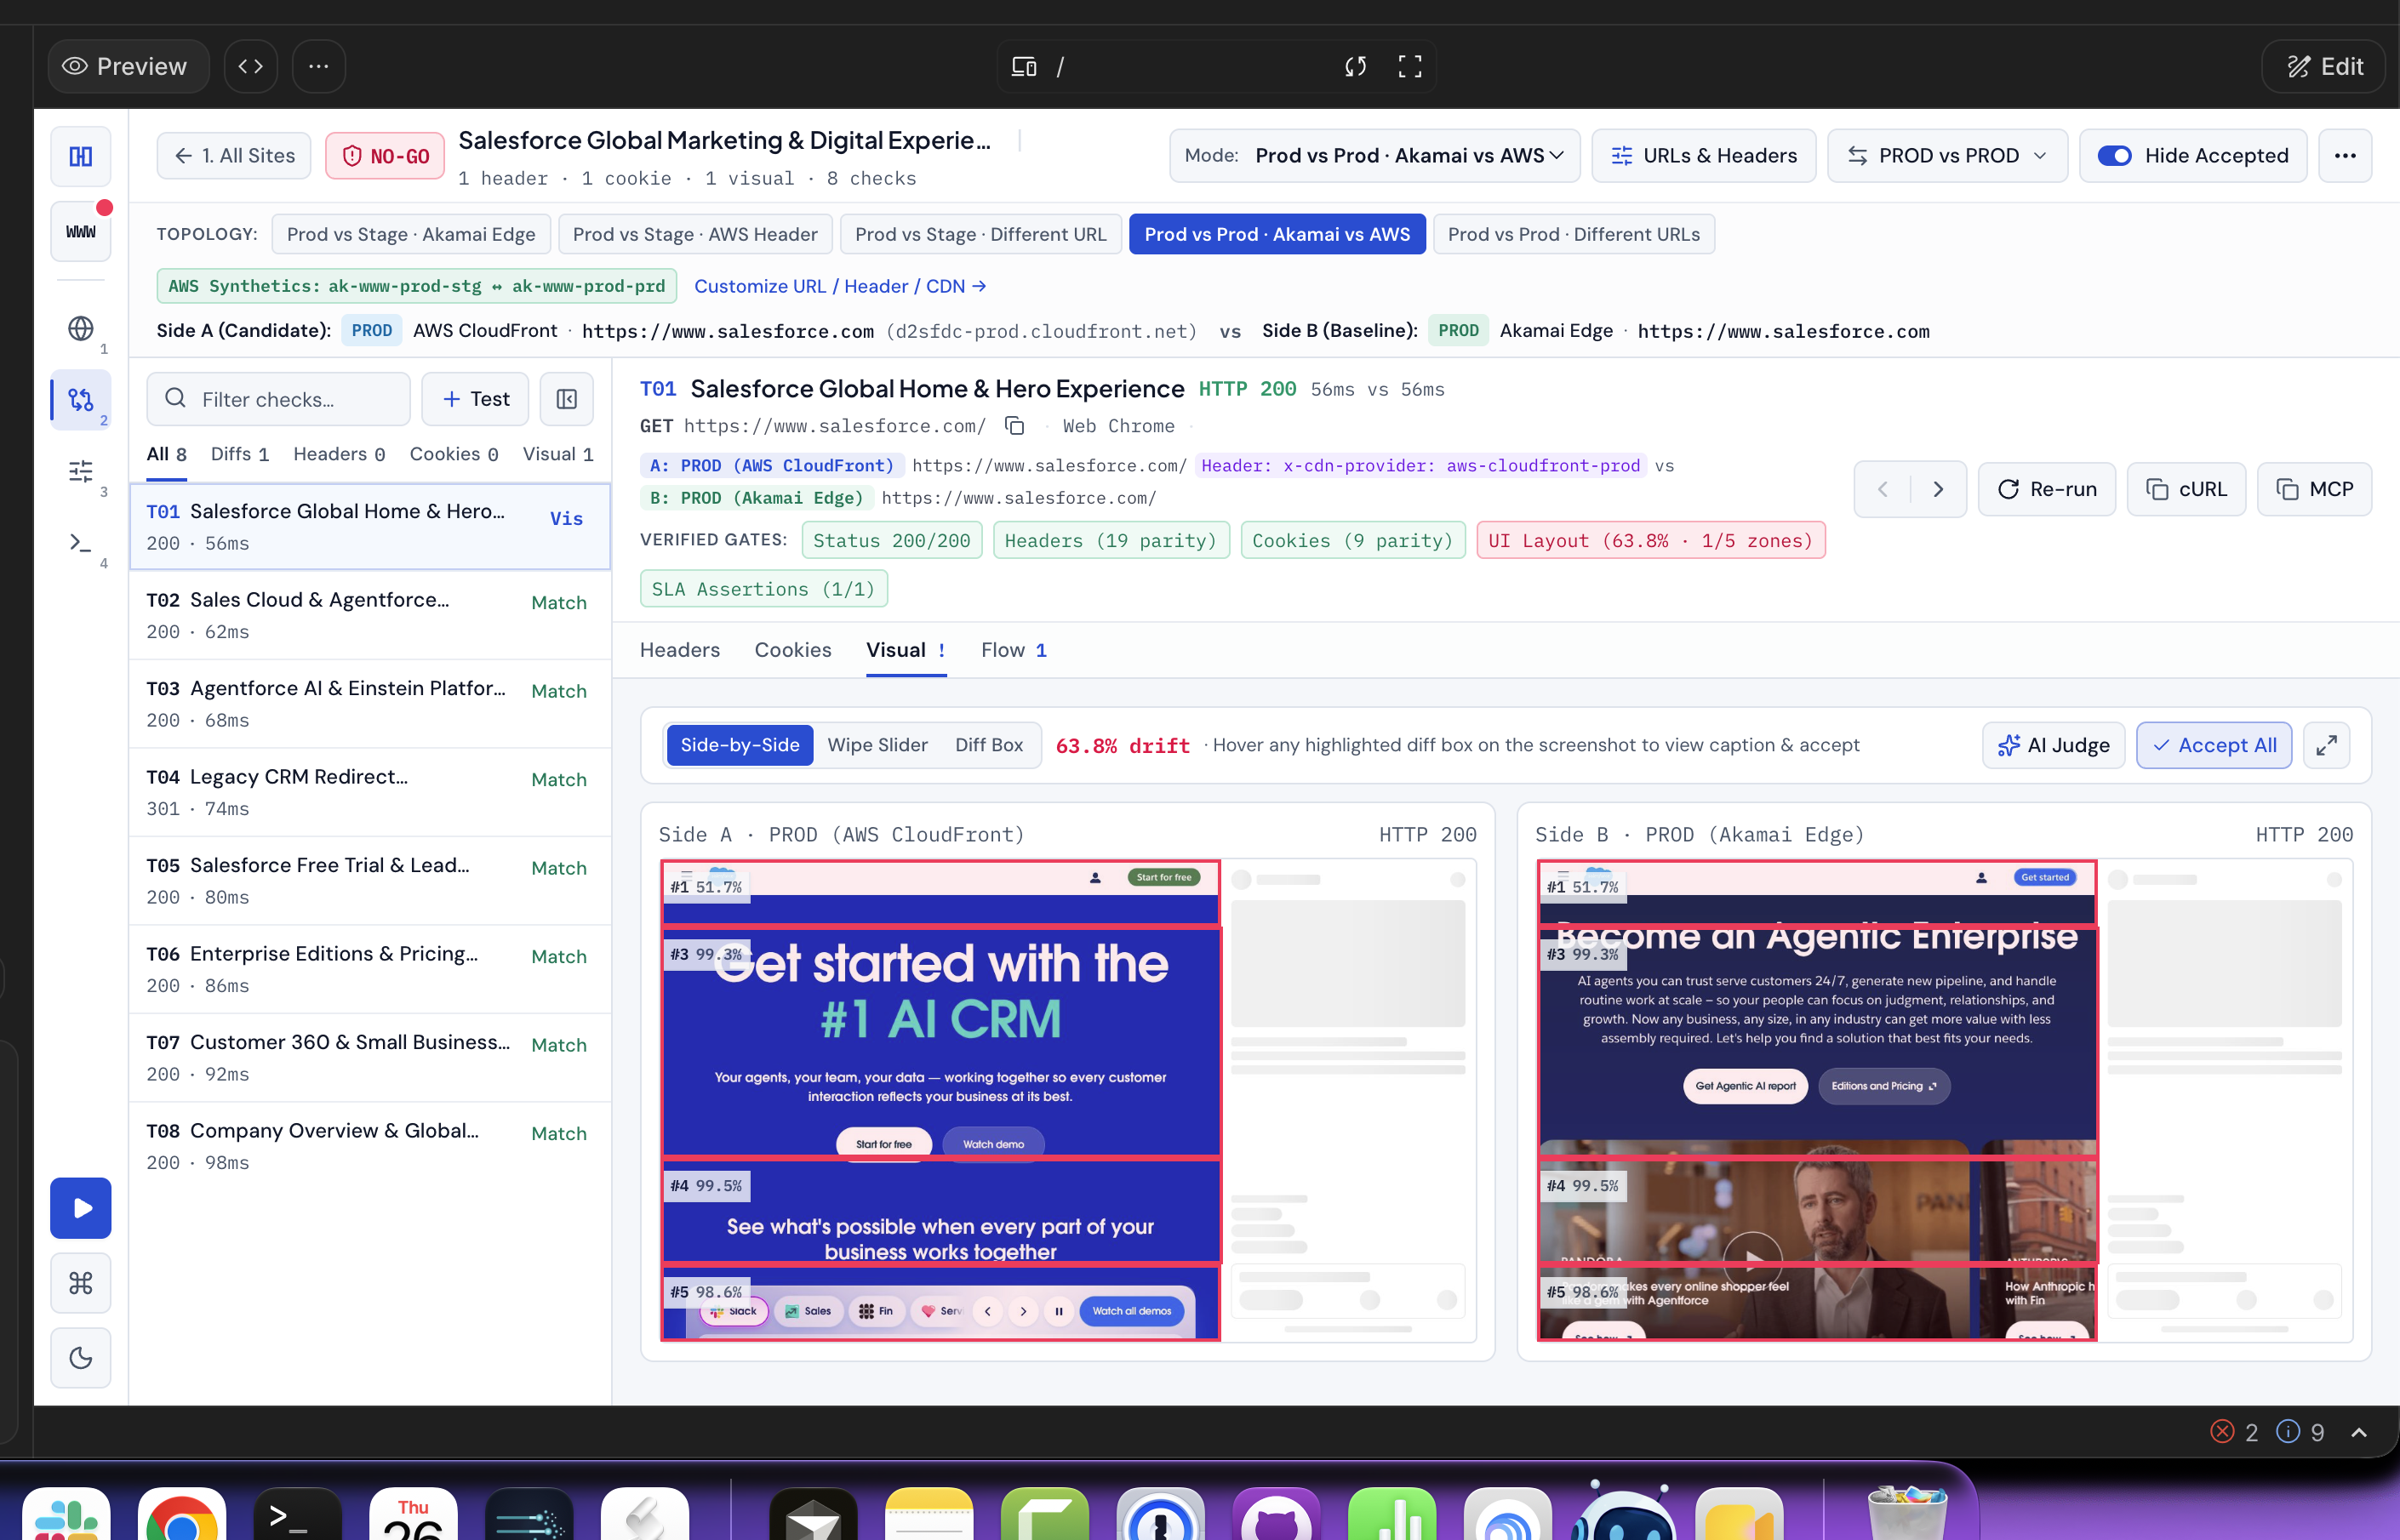 Preview
/
Edit
1. All Sites
NO-GO
Salesforce Global Marketing & Digital Experie...
1 header · 1 cookie · 1 visual · 8 checks
Mode: Prod vs Prod · Akamai vs AWS
URLs & Headers
PROD vs PROD
Hide Accepted
WWW
TOPOLOGY:
Prod vs Stage · Akamai Edge
Prod vs Stage · AWS Header
Prod vs Stage · Different URL
Prod vs Prod · Akamai vs AWS
Prod vs Prod · Different URLs
AWS Synthetics: ak-www-prod-stg ↔ ak-www-prod-prd
Customize URL / Header / CDN →
Side A (Candidate): PROD AWS CloudFront · https://www.salesforce.com (d2sfdc-prod.cloudfront.net) vs Side B (Baseline): PROD Akamai Edge · https://www.salesforce.com
1
2
3
4
Filter checks...
+ Test
All 8
Diffs 1
Headers 0
Cookies 0
Visual 1
T01 Salesforce Global Home & Hero...
Vis
200 · 56ms
T02 Sales Cloud & Agentforce...
Match
200 · 62ms
T03 Agentforce AI & Einstein Platfor...
Match
200 · 68ms
T04 Legacy CRM Redirect...
Match
301 · 74ms
T05 Salesforce Free Trial & Lead...
Match
200 · 80ms
T06 Enterprise Editions & Pricing...
Match
200 · 86ms
T07 Customer 360 & Small Business...
Match
200 · 92ms
T08 Company Overview & Global...
Match
200 · 98ms
T01 Salesforce Global Home & Hero Experience HTTP 200 56ms vs 56ms
GET https://www.salesforce.com/ · Web Chrome ·
A: PROD (AWS CloudFront) https://www.salesforce.com/ Header: x-cdn-provider: aws-cloudfront-prod vs
B: PROD (Akamai Edge) https://www.salesforce.com/
Re-run
cURL
MCP
VERIFIED GATES: Status 200/200 Headers (19 parity) Cookies (9 parity) UI Layout (63.8% · 1/5 zones)
SLA Assertions (1/1)
Headers
Cookies
Visual !
Flow 1
Side-by-Side
Wipe Slider
Diff Box
63.8% drift · Hover any highlighted diff box on the screenshot to view caption & accept
AI Judge
Accept All
Side A · PROD (AWS CloudFront)
HTTP 200
#1 51.7%
Start for free
#3 99.3%
Get started with the
#1 AI CRM
Your agents, your team, your data — working together so every customer
interaction reflects your business at its best.
Start for free
Watch demo
#4 99.5%
See what's possible when every part of your
business works together
#5 98.6%
Slack
Sales
Fin
Serv
Watch all demos
Side B · PROD (Akamai Edge)
HTTP 200
#1 51.7%
Get started
Become an Agentic Enterprise
#3 99.3%
AI agents you can trust serve customers 24/7, generate new pipeline, and handle
routine work at scale – so your people can focus on judgment, relationships, and
growth. Now any business, any size, in any industry can get more value with less
assembly required. Let's help you find a solution that best fits your needs.
Get Agentic AI report
Editions and Pricing
#4 99.5%
PANDORA
ANTHROPIC
#5 98.6%
makes every online shopper feel
like a gem with Agentforce
How Anthropic h
with Fin
See how
See how
2
9
Thu
26